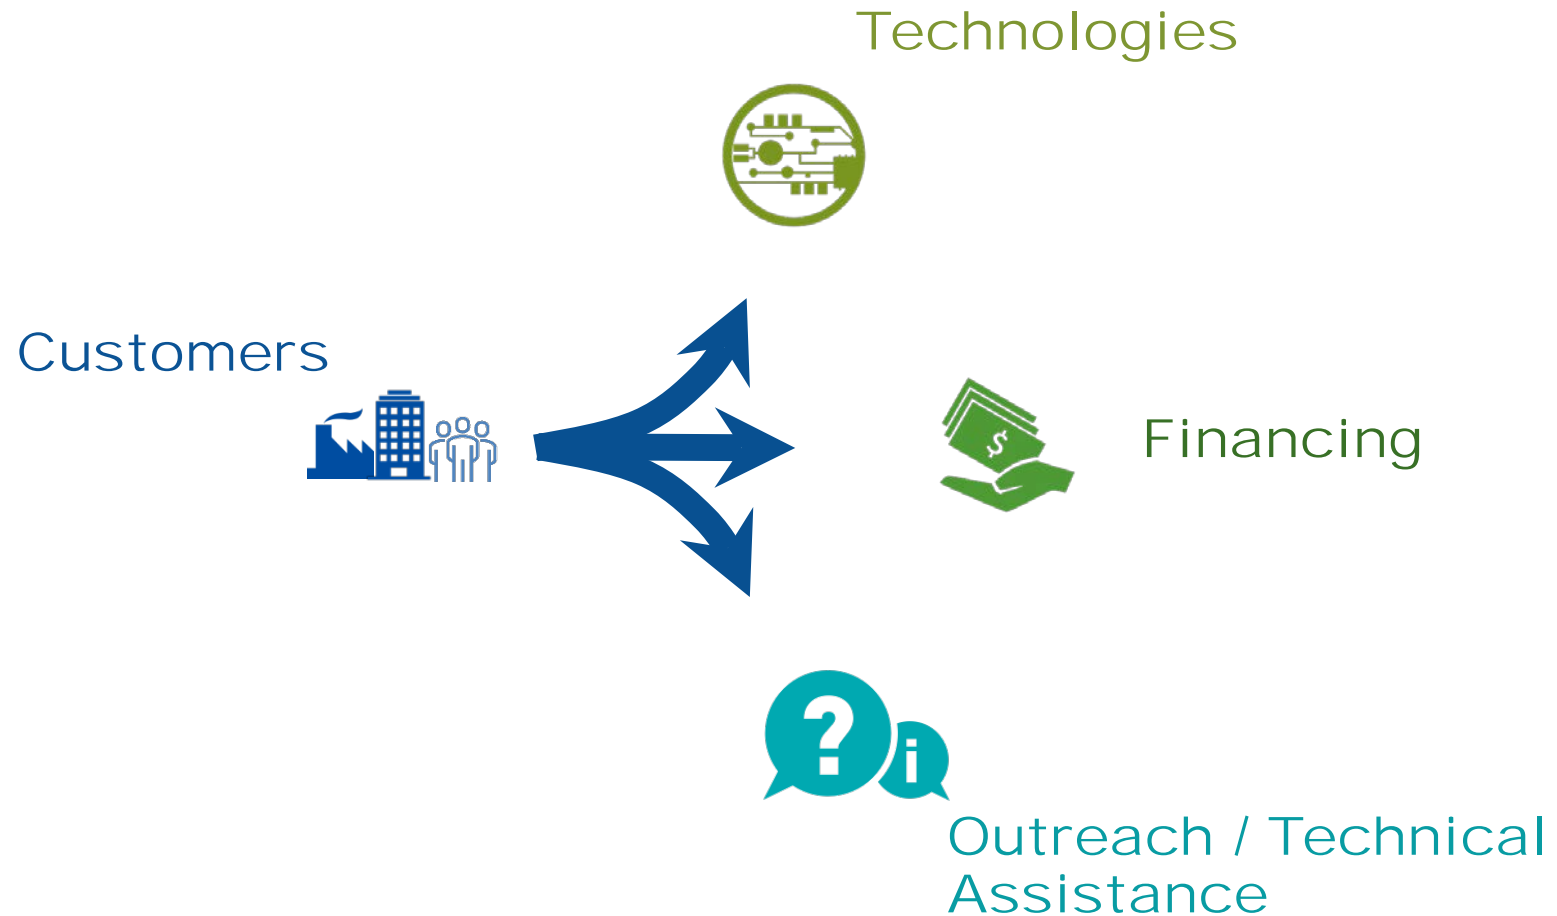 Technologies
Customers
$
Financing
?
i
Outreach / Technical
Assistance